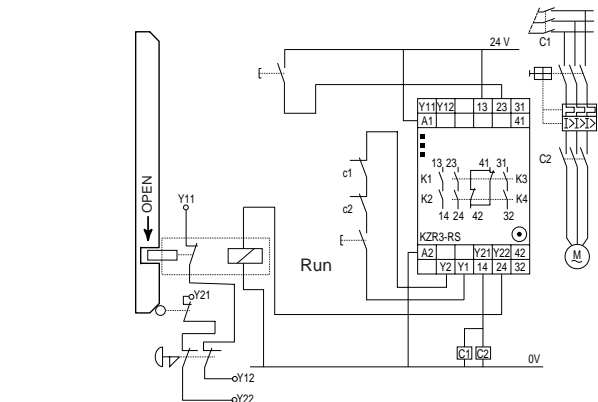 24 V
C1
Y11 Y12 13 23 31
A1 41
C2
13 23 41 31
c1
K1 K3
OPEN
Y11
K2 K4
c2
14 24 42 32
KZR3-RS
M
A2 Y21 Y22 42
Run
Y2 Y1 14 24 32
Y21
C1 C2
0V
Y12
Y22